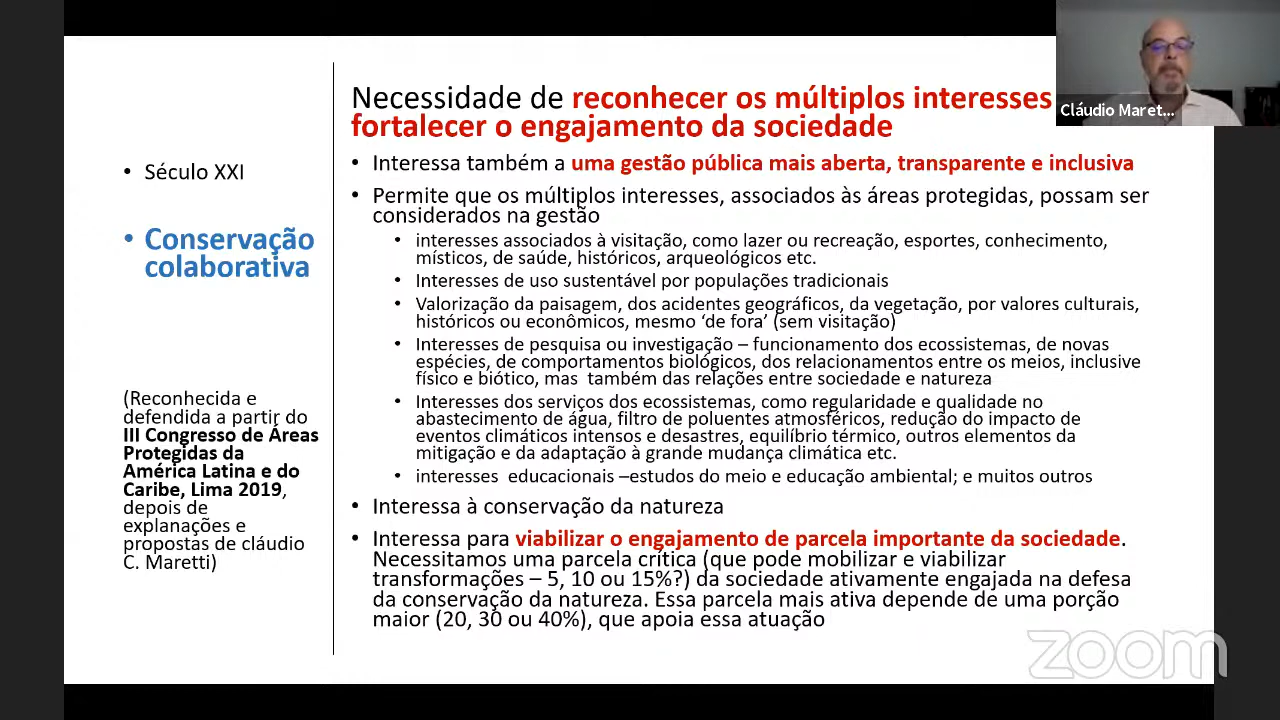 • Século XXI
• Conservação
colaborativa
(Reconhecida e
defendida a partir do
III Congresso de Áreas
Protegidas da
América Latina e do
Caribe, Lima 2019,
depois de
explanações e
propostas de cláudio
C. Maretti)
Necessidade de reconhecer os múltiplos interesses
fortalecer o engajamento da sociedade
• Interessa também a uma gestão pública mais aberta, transparente e inclusiva
• Permite que os múltiplos interesses, associados às áreas protegidas, possam ser
considerados na gestão
• interesses associados à visitação, como lazer ou recreação, esportes, conhecimento,
místicos, de saúde, históricos, arqueológicos etc.
• Interesses de uso sustentável por populações tradicionais
• Valorização da paisagem, dos acidentes geográficos, da vegetação, por valores culturais,
históricos ou econômicos, mesmo ‘de fora’ (sem visitação)
• Interesses de pesquisa ou investigação – funcionamento dos ecossistemas, de novas
espécies, de comportamentos biológicos, dos relacionamentos entre os meios, inclusive
físico e biótico, mas também das relações entre sociedade e natureza
• Interesses dos serviços dos ecossistemas, como regularidade e qualidade no
abastecimento de água, filtro de poluentes atmosféricos, redução do impacto de
eventos climáticos intensos e desastres, equilíbrio térmico, outros elementos da
mitigação e da adaptação à grande mudança climática etc.
• interesses educacionais –estudos do meio e educação ambiental; e muitos outros
• Interessa à conservação da natureza
• Interessa para viabilizar o engajamento de parcela importante da sociedade.
Necessitamos uma parcela crítica (que pode mobilizar e viabilizar
transformações – 5, 10 ou 15%?) da sociedade ativamente engajada na defesa
da conservação da natureza. Essa parcela mais ativa depende de uma porção
maior (20, 30 ou 40%), que apoia essa atuação
Cláudio Maret...
zoom